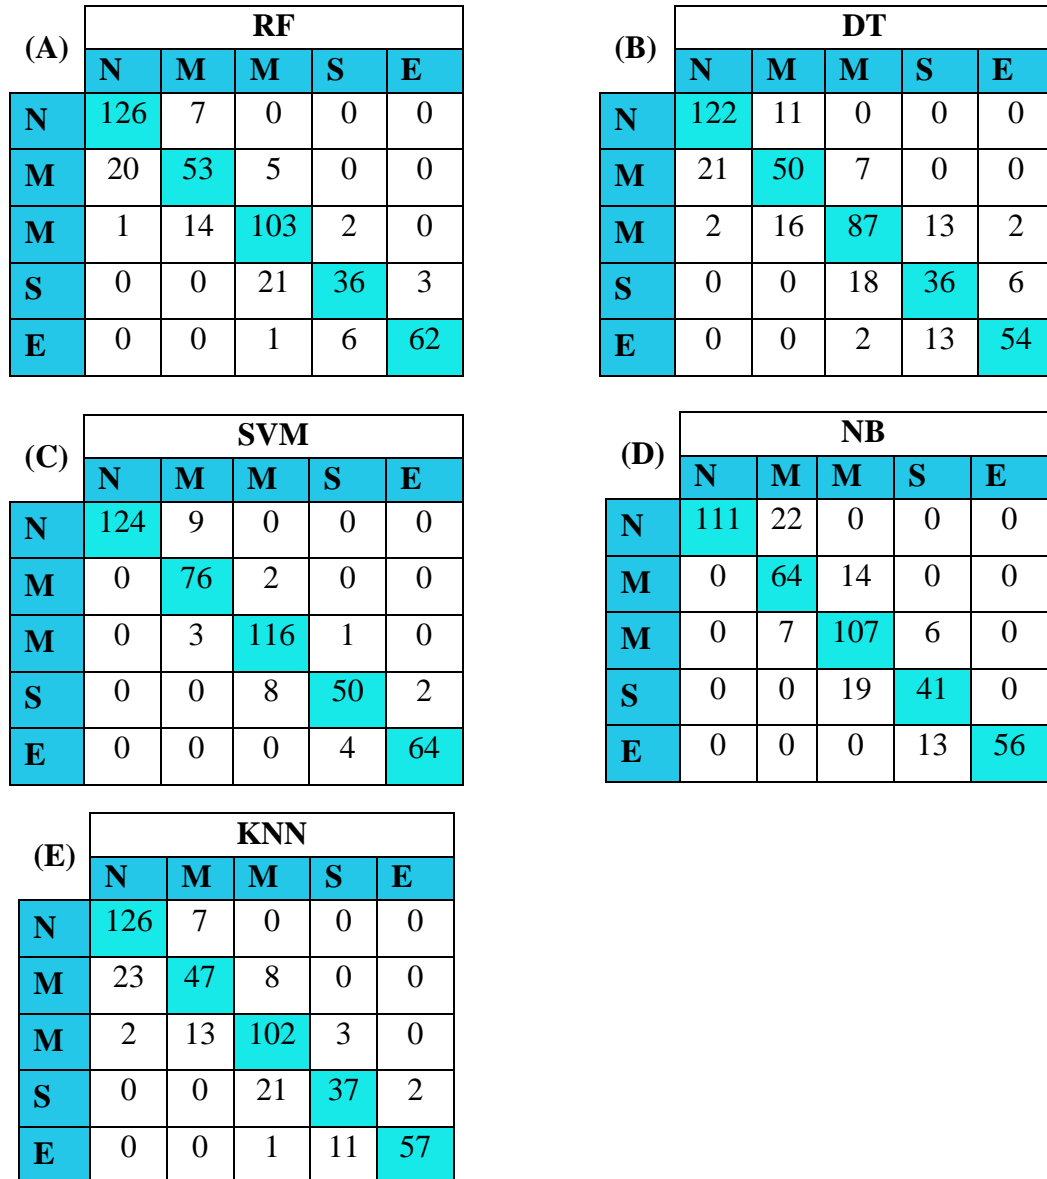 (A) RF
N M M S E
N 126 7 0 0 0
M 20 53 5 0 0
M 1 14 103 2 0
S 0 0 21 36 3
E 0 0 1 6 62
(B) DT
N M M S E
N 122 11 0 0 0
M 21 50 7 0 0
M 2 16 87 13 2
S 0 0 18 36 6
E 0 0 2 13 54
(C) SVM
N M M S E
N 124 9 0 0 0
M 0 76 2 0 0
M 0 3 116 1 0
S 0 0 8 50 2
E 0 0 0 4 64
(D) NB
N M M S E
N 111 22 0 0 0
M 0 64 14 0 0
M 0 7 107 6 0
S 0 0 19 41 0
E 0 0 0 13 56
(E) KNN
N M M S E
N 126 7 0 0 0
M 23 47 8 0 0
M 2 13 102 3 0
S 0 0 21 37 2
E 0 0 1 11 57